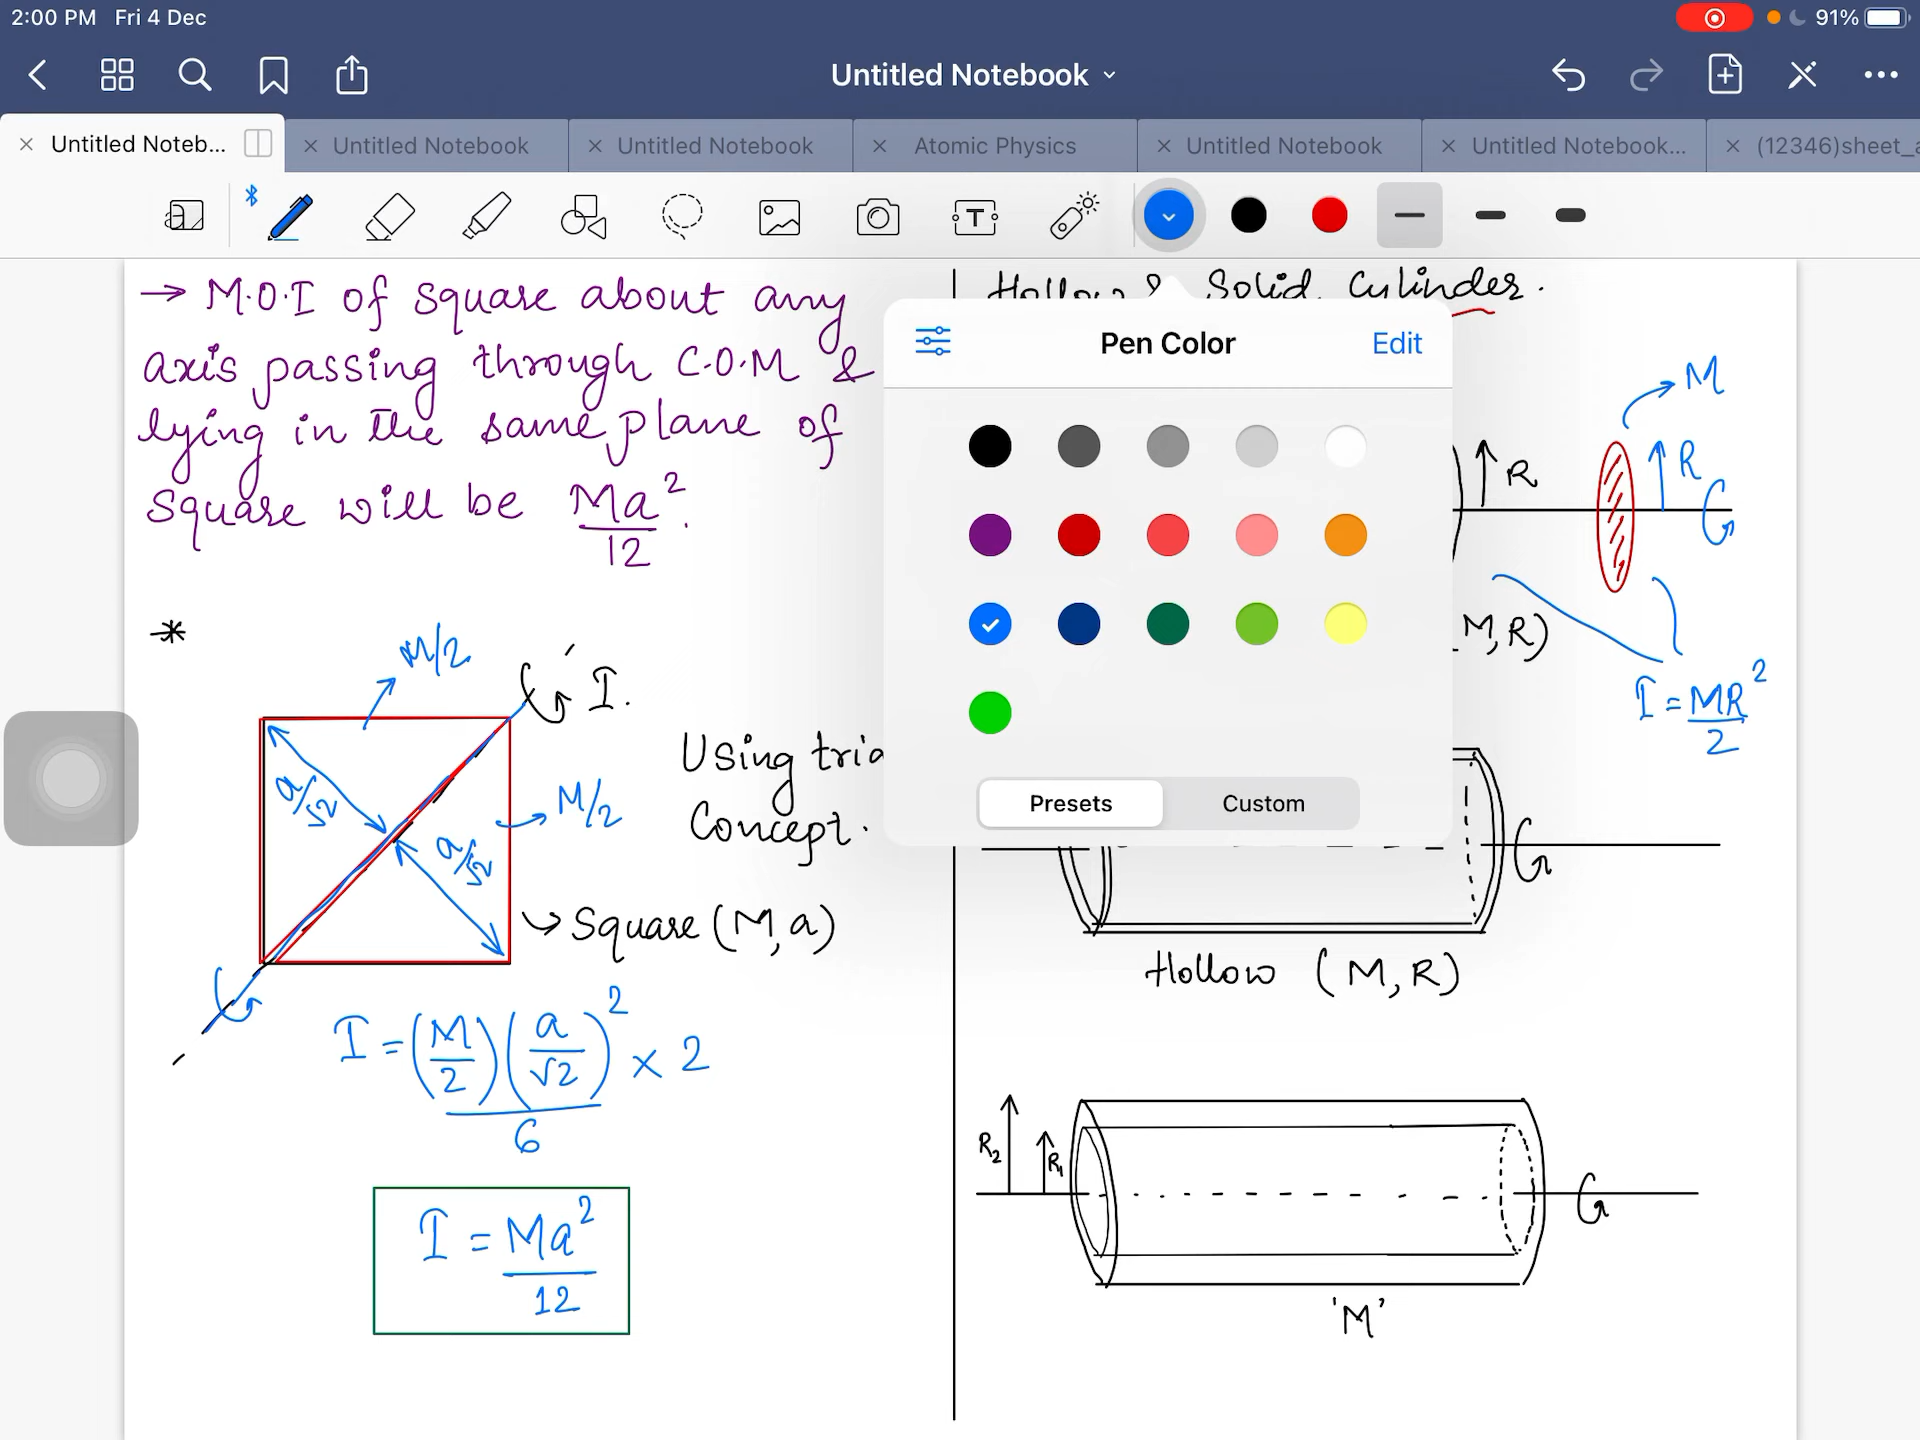 2:00 PM Fri 4 Dec
91%
Untitled Notebook
Untitled Noteb...
Untitled Notebook
Untitled Notebook
Atomic Physics
Untitled Notebook
Untitled Notebook...
(12346)sheet_a
→ M.O.I of square about any
axis passing through C.O.M &
lying in the same plane of
square will be Ma²/12.
*
M/2
I.
a/√2
M/2
a/√2
Using tria
Concept.
Square (M, a)
I = (M/2)(a/√2)² × 2
6
I = Ma²/12
Hollow & Solid Cylinder.
Pen Color
Edit
Presets
Custom
M
R
R
M,R)
I = MR²/2
Hollow (M, R)
R₂
R₁
'M'